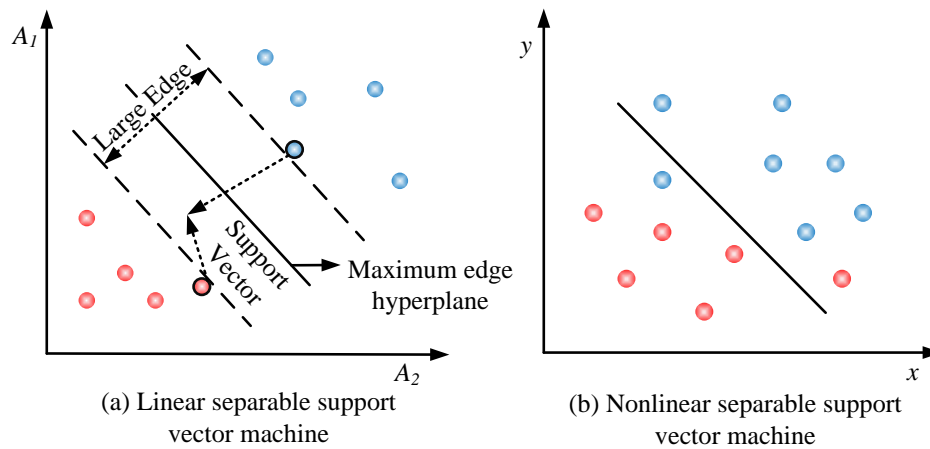 A1
Large Edge
Support
Vector
Maximum edge
hyperplane
A2
(a) Linear separable support
vector machine
y
x
(b) Nonlinear separable support
vector machine